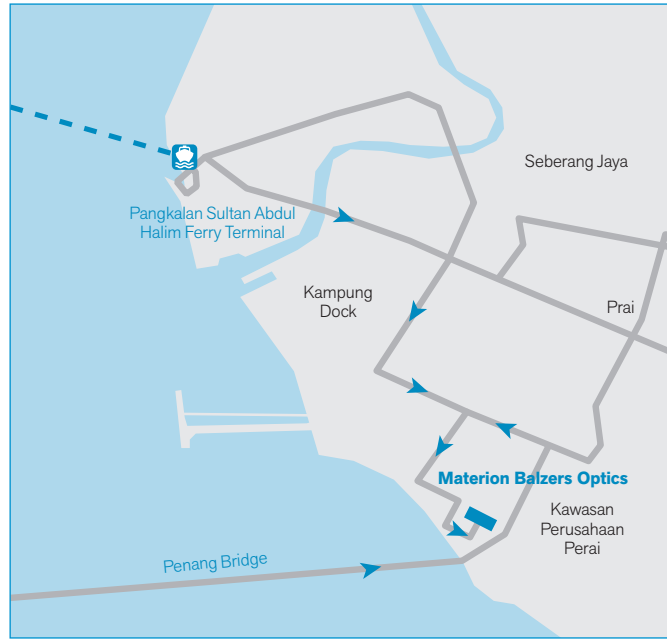 Seberang Jaya
Pangkalan Sultan Abdul
Halim Ferry Terminal
Kampung
Dock
Prai
Materion Balzers Optics
Kawasan
Perusahaan
Perai
Penang Bridge